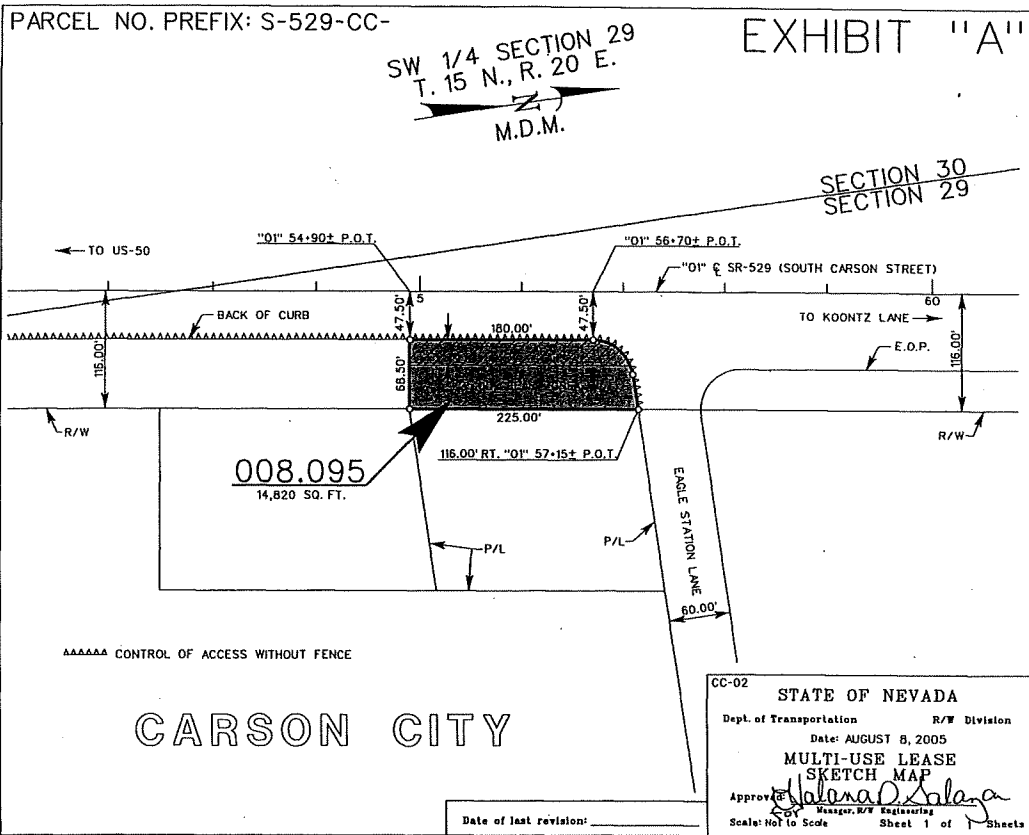 PARCEL NO. PREFIX: S-529-CC-
EXHIBIT "A"
SW 1/4 SECTION 29
T. 15 N., R. 20 E.
N
M.D.M.
SECTION 30
SECTION 29
TO US-50
"O1" 54+90± P.O.T.
"O1" 56+70± P.O.T.
"O1" ℄ SR-529 (SOUTH CARSON STREET)
5
60
BACK OF CURB
47.50'
180.00'
47.50'
TO KOONTZ LANE
E.O.P.
116.00'
68.50'
116.00'
225.00'
R/W
R/W
116.00' RT. "O1" 57+15± P.O.T.
008.095
14,820 SQ. FT.
EAGLE STATION LANE
P/L
P/L
60.00'
CONTROL OF ACCESS WITHOUT FENCE
CARSON CITY
CC-02
STATE OF NEVADA
Dept. of Transportation R/W Division
Date: AUGUST 8, 2005
MULTI-USE LEASE
SKETCH MAP
Approved Halana D. Salazar
For
Manager, R/W Engineering
Scale: Not to Scale Sheet 1 of 1 Sheets
Date of last revision: